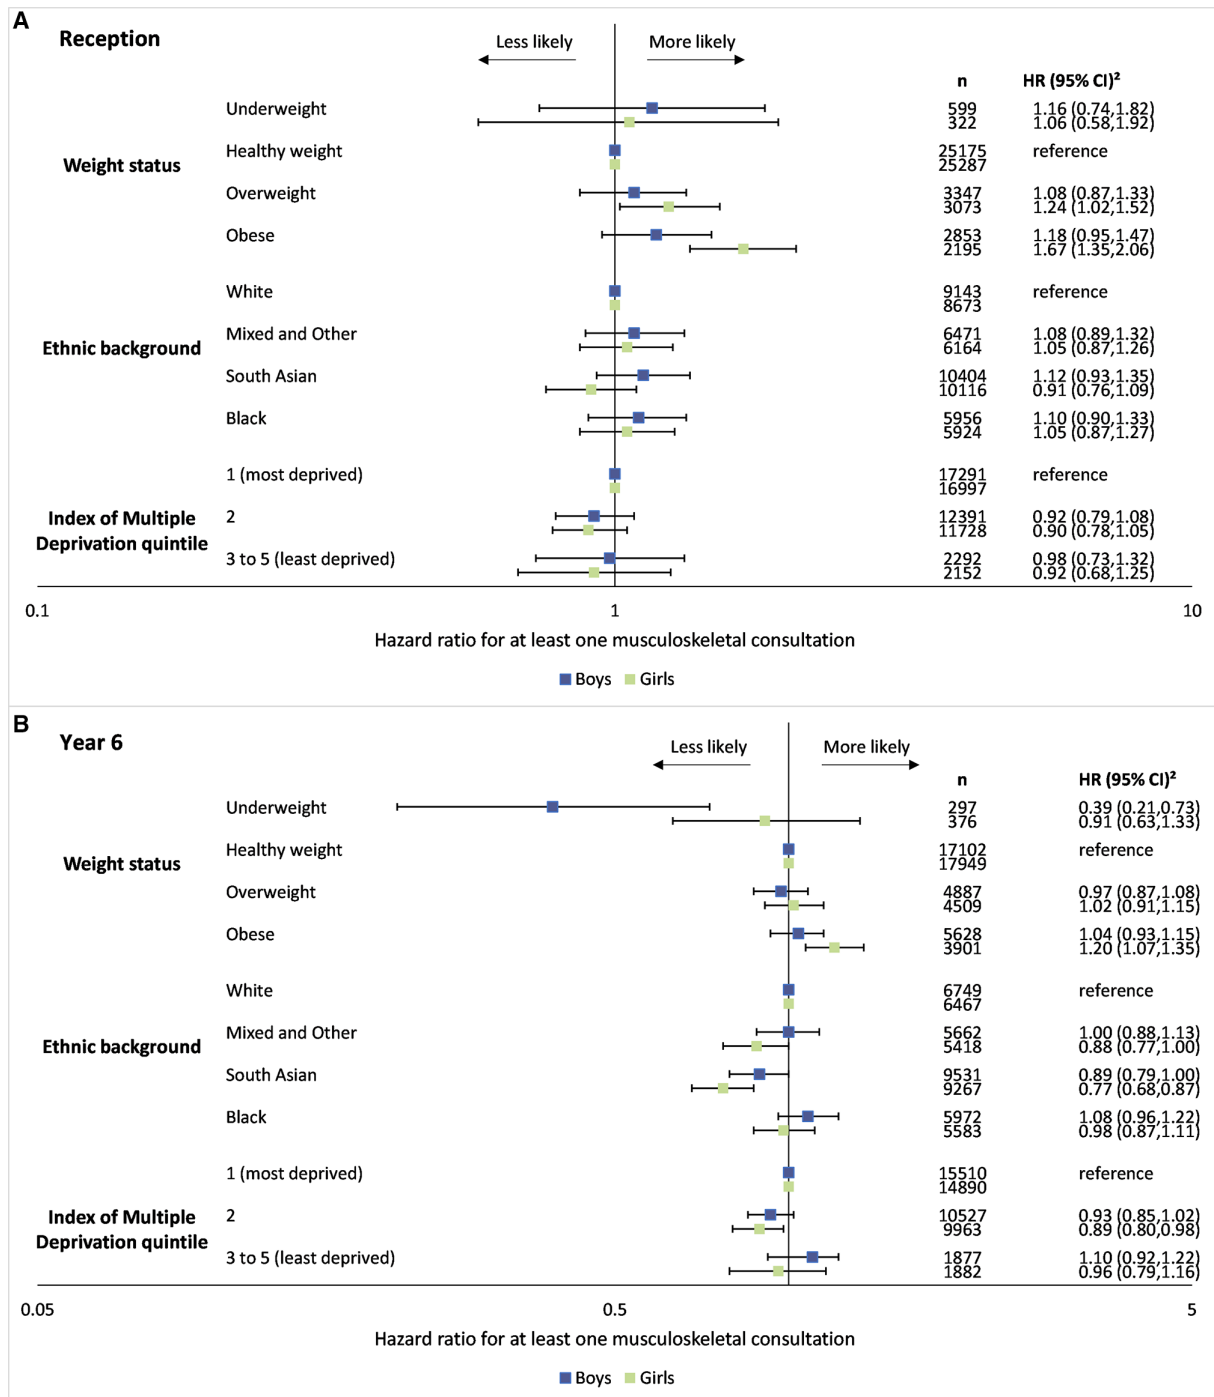 A
Reception
Less likely
More likely
n
HR (95% CI)²
Underweight
599
1.16 (0.74,1.82)
322
1.06 (0.58,1.92)
Weight status
Healthy weight
25175
reference
25287
Overweight
3347
1.08 (0.87,1.33)
3073
1.24 (1.02,1.52)
Obese
2853
1.18 (0.95,1.47)
2195
1.67 (1.35,2.06)
White
9143
reference
8673
Ethnic background
Mixed and Other
6471
1.08 (0.89,1.32)
6164
1.05 (0.87,1.26)
South Asian
10404
1.12 (0.93,1.35)
10116
0.91 (0.76,1.09)
Black
5956
1.10 (0.90,1.33)
5924
1.05 (0.87,1.27)
1 (most deprived)
17291
reference
16997
Index of Multiple
Deprivation quintile
2
12391
0.92 (0.79,1.08)
11728
0.90 (0.78,1.05)
3 to 5 (least deprived)
2292
0.98 (0.73,1.32)
2152
0.92 (0.68,1.25)
0.1
1
10
Hazard ratio for at least one musculoskeletal consultation
Boys
Girls
B
Year 6
Less likely
More likely
n
HR (95% CI)²
Underweight
297
0.39 (0.21,0.73)
376
0.91 (0.63,1.33)
Weight status
Healthy weight
17102
reference
17949
Overweight
4887
0.97 (0.87,1.08)
4509
1.02 (0.91,1.15)
Obese
5628
1.04 (0.93,1.15)
3901
1.20 (1.07,1.35)
White
6749
reference
6467
Ethnic background
Mixed and Other
5662
1.00 (0.88,1.13)
5418
0.88 (0.77,1.00)
South Asian
9531
0.89 (0.79,1.00)
9267
0.77 (0.68,0.87)
Black
5972
1.08 (0.96,1.22)
5583
0.98 (0.87,1.11)
1 (most deprived)
15510
reference
14890
Index of Multiple
Deprivation quintile
2
10527
0.93 (0.85,1.02)
9963
0.89 (0.80,0.98)
3 to 5 (least deprived)
1877
1.10 (0.92,1.22)
1882
0.96 (0.79,1.16)
0.05
0.5
5
Hazard ratio for at least one musculoskeletal consultation
Boys
Girls